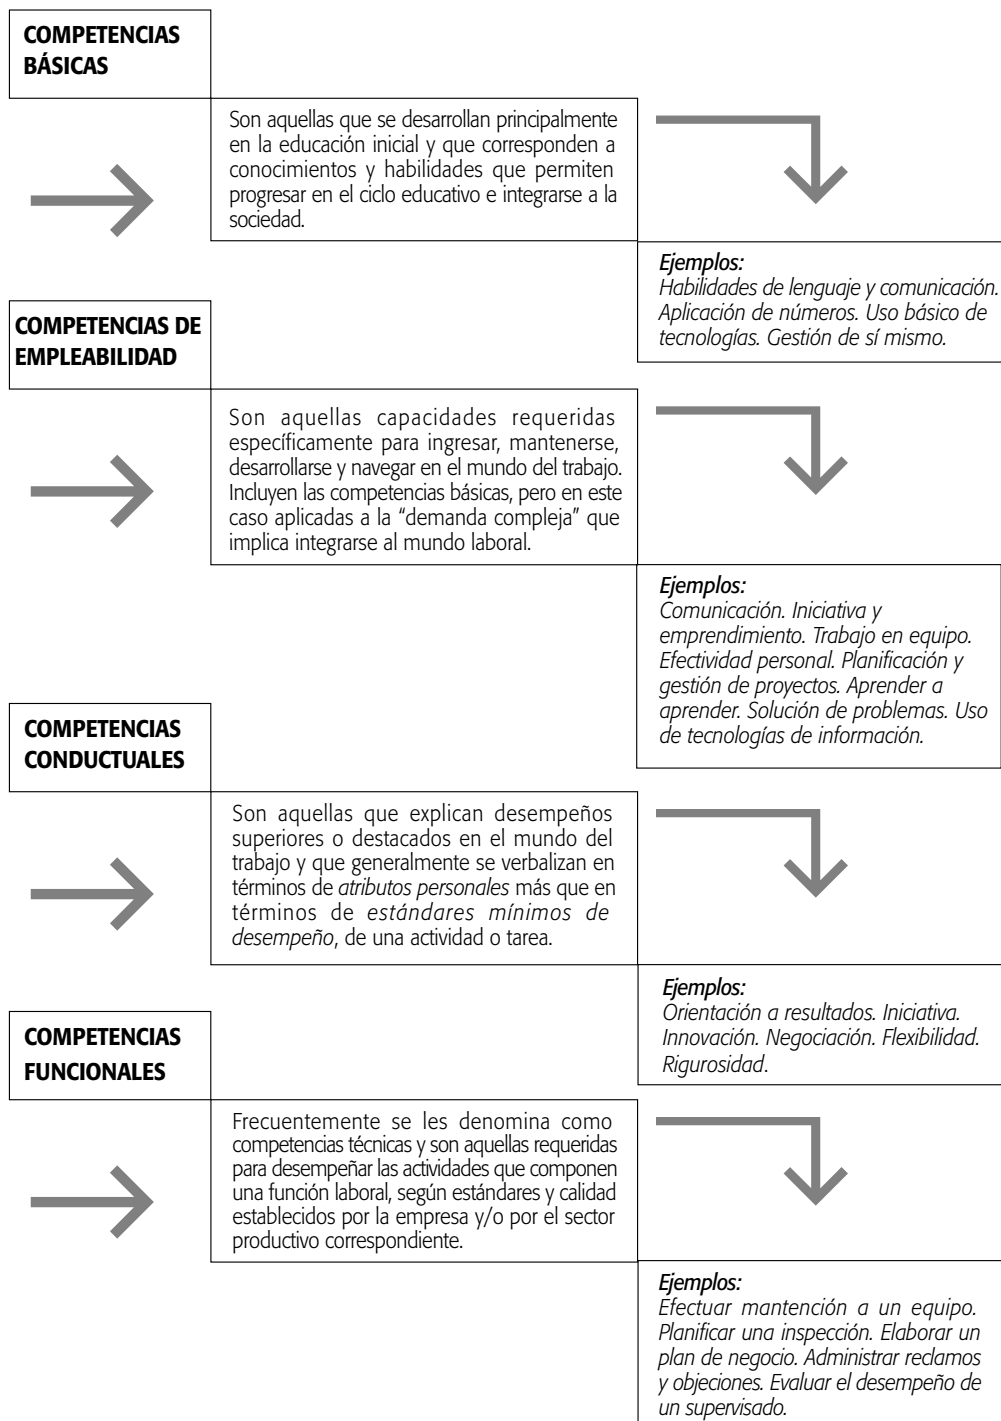 COMPETENCIAS
BÁSICAS
Son aquellas que se desarrollan principalmente
en la educación inicial y que corresponden a
conocimientos y habilidades que permiten
progresar en el ciclo educativo e integrarse a la
sociedad.
Ejemplos:
Habilidades de lenguaje y comunicación.
Aplicación de números. Uso básico de
tecnologías. Gestión de sí mismo.
COMPETENCIAS DE
EMPLEABILIDAD
Son aquellas capacidades requeridas
específicamente para ingresar, mantenerse,
desarrollarse y navegar en el mundo del trabajo.
Incluyen las competencias básicas, pero en este
caso aplicadas a la “demanda compleja” que
implica integrarse al mundo laboral.
Ejemplos:
Comunicación. Iniciativa y
emprendimiento. Trabajo en equipo.
Efectividad personal. Planificación y
gestión de proyectos. Aprender a
aprender. Solución de problemas. Uso
de tecnologías de información.
COMPETENCIAS
CONDUCTUALES
Son aquellas que explican desempeños
superiores o destacados en el mundo del
trabajo y que generalmente se verbalizan en
términos de atributos personales más que en
términos de estándares mínimos de
desempeño, de una actividad o tarea.
Ejemplos:
Orientación a resultados. Iniciativa.
Innovación. Negociación. Flexibilidad.
Rigurosidad.
COMPETENCIAS
FUNCIONALES
Frecuentemente se les denomina como
competencias técnicas y son aquellas requeridas
para desempeñar las actividades que componen
una función laboral, según estándares y calidad
establecidos por la empresa y/o por el sector
productivo correspondiente.
Ejemplos:
Efectuar mantención a un equipo.
Planificar una inspección. Elaborar un
plan de negocio. Administrar reclamos
y objeciones. Evaluar el desempeño de
un supervisado.